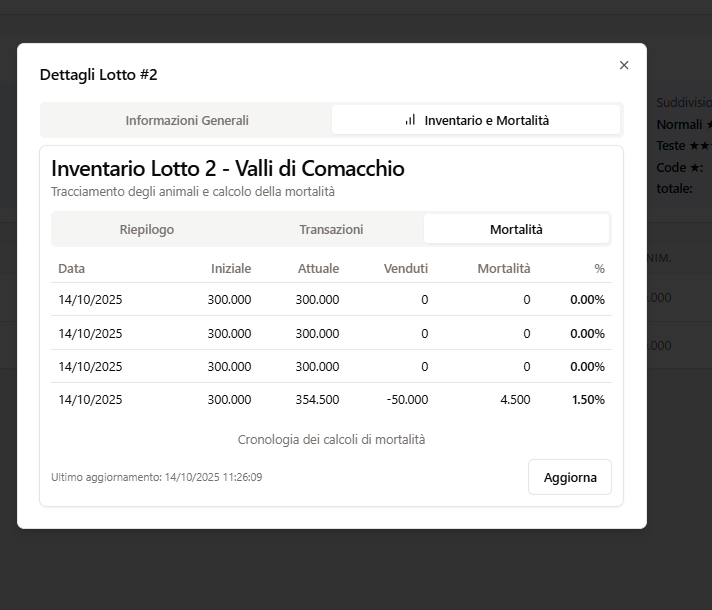 Dettagli Lotto #2
Informazioni Generali
Inventario e Mortalità
Inventario Lotto 2 - Valli di Comacchio
Tracciamento degli animali e calcolo della mortalità
Riepilogo Transazioni Mortalità
Data Iniziale Attuale Venduti Mortalità %
14/10/2025 300.000 300.000 0 0 0.00%
14/10/2025 300.000 300.000 0 0 0.00%
14/10/2025 300.000 300.000 0 0 0.00%
14/10/2025 300.000 354.500 -50.000 4.500 1.50%
Cronologia dei calcoli di mortalità
Ultimo aggiornamento: 14/10/2025 11:26:09
Aggiorna
Normali ★
Teste ★★
Code ★:
totale: